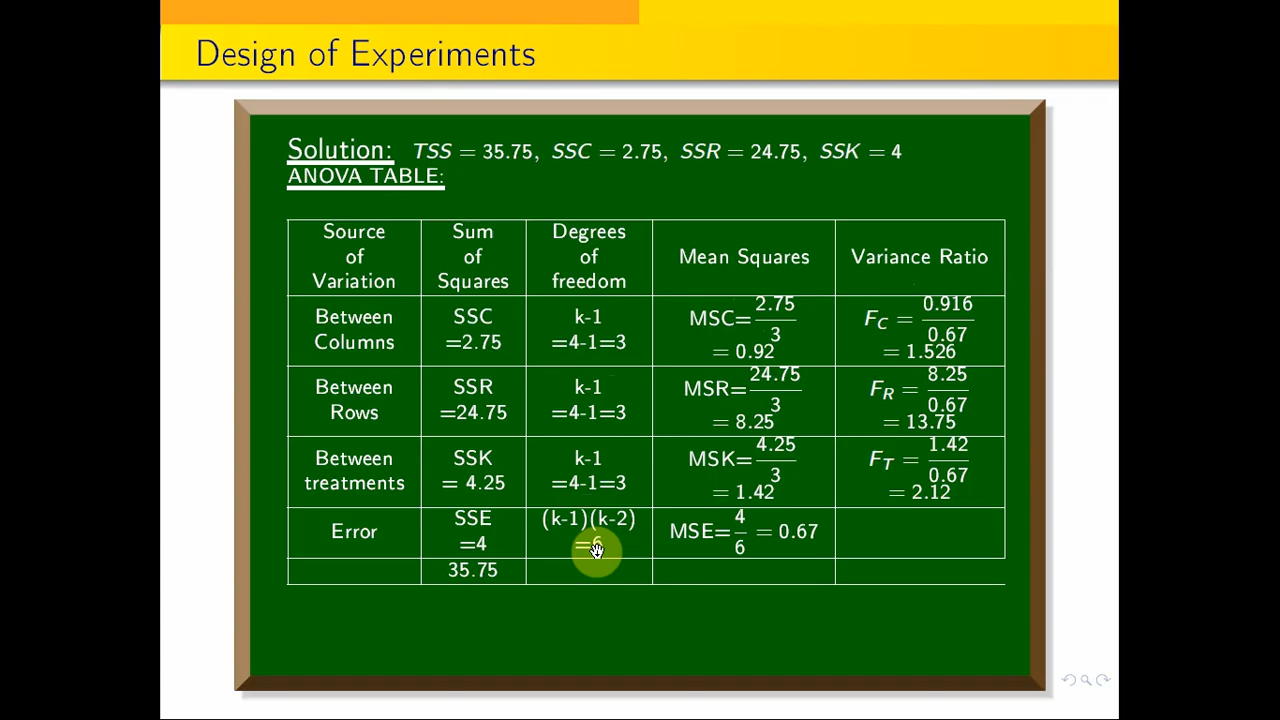 Design of Experiments
Solution: TSS = 35.75, SSC = 2.75, SSR = 24.75, SSK = 4
ANOVA TABLE:
Source of Variation
Sum of Squares
Degrees of freedom
Mean Squares
Variance Ratio
Between Columns
SSC =2.75
k-1 =4-1=3
MSC= 2.75/3 = 0.92
F_C = 0.916/0.67 = 1.526
Between Rows
SSR =24.75
k-1 =4-1=3
MSR= 24.75/3 = 8.25
F_R = 8.25/0.67 = 13.75
Between treatments
SSK = 4.25
k-1 =4-1=3
MSK= 4.25/3 = 1.42
F_T = 1.42/0.67 = 2.12
Error
SSE =4
(k-1)(k-2) =6
MSE= 4/6 = 0.67
35.75